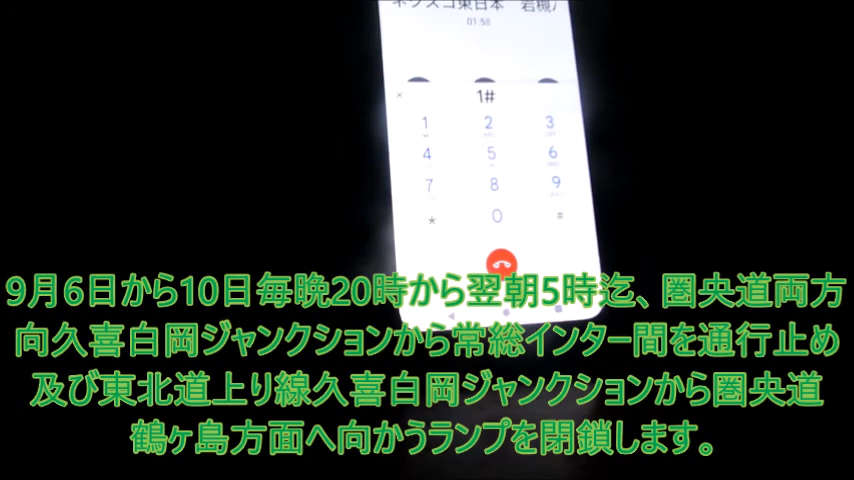 ネクスコ東日本 岩槻
01:58
×
1#
1 2 3
4 5 6
7 8 9
* 0 #
9月6日から10日毎晩20時から翌朝5時迄、圏央道両方
向久喜白岡ジャンクションから常総インター間を通行止め
及び東北道上り線久喜白岡ジャンクションから圏央道
鶴ヶ島方面へ向かうランプを閉鎖します。